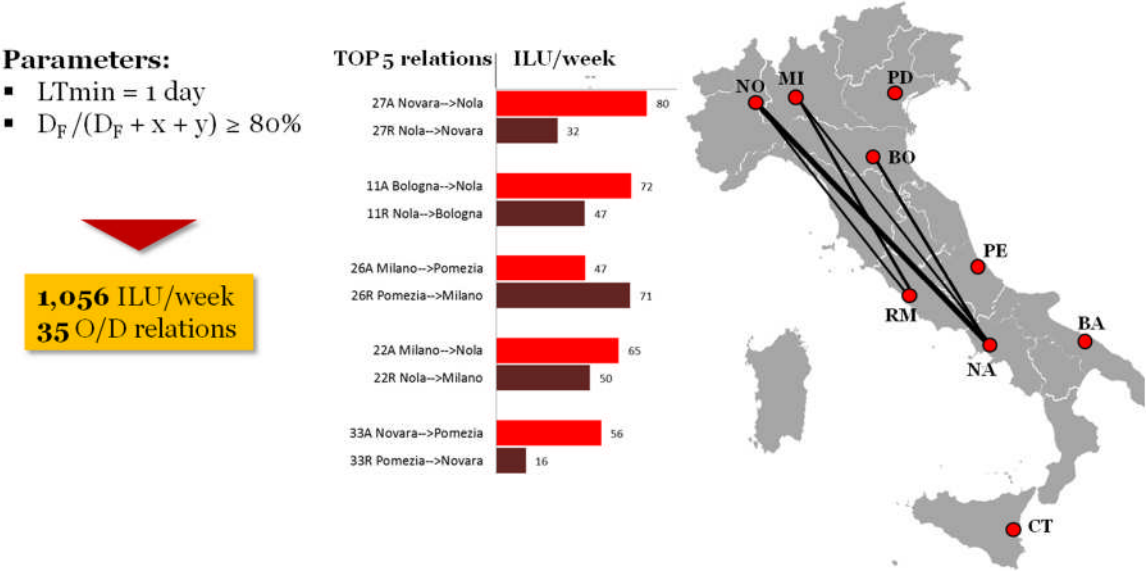 Parameters:
▪ LTmin = 1 day
▪ D_F/(D_F + x + y) ≥ 80%
1,056 ILU/week
35 O/D relations
TOP 5 relations ILU/week
27A Novara-->Nola 80
27R Nola-->Novara 32
11A Bologna-->Nola 72
11R Nola-->Bologna 47
26A Milano-->Pomezia 47
26R Pomezia-->Milano 71
22A Milano-->Nola 65
22R Nola-->Milano 50
33A Novara-->Pomezia 56
33R Pomezia-->Novara 16
NO
MI
PD
BO
PE
RM
BA
NA
CT